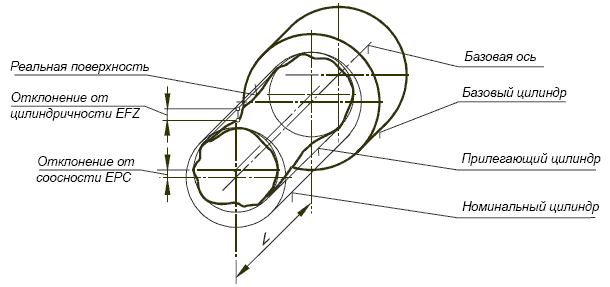 Реальная поверхность
Отклонение от
цилиндричности EFZ
Отклонение от
соосности EPC
L
Базовая ось
Базовый цилиндр
Прилегающий цилиндр
Номинальный цилиндр